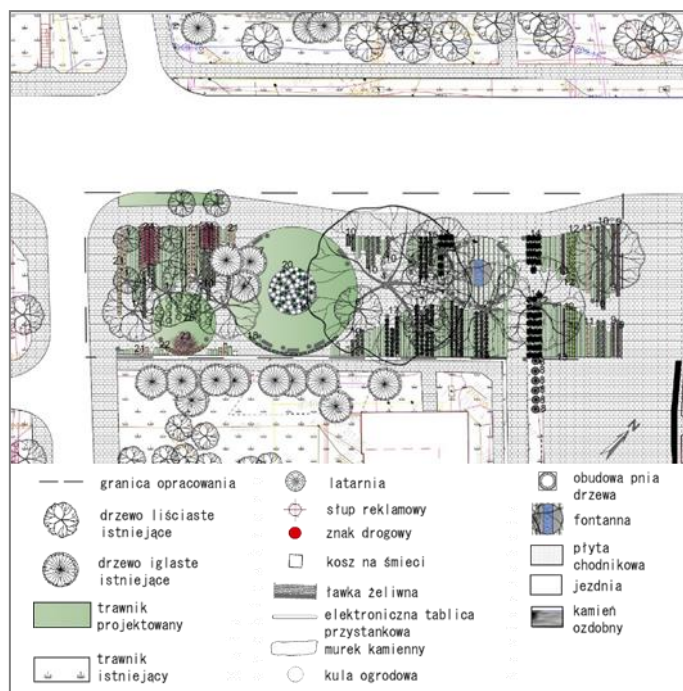 20
N
granica opracowania
drzewo liściaste
istniejące
drzewo iglaste
istniejące
trawnik
projektowany
trawnik
istniejący
latarnia
słup reklamowy
znak drogowy
kosz na śmieci
ławka żeliwna
elektroniczna tablica
przystankowa
murek kamienny
kula ogrodowa
obudowa pnia
drzewa
fontanna
płyta
chodnikowa
jezdnia
kamień
ozdobny